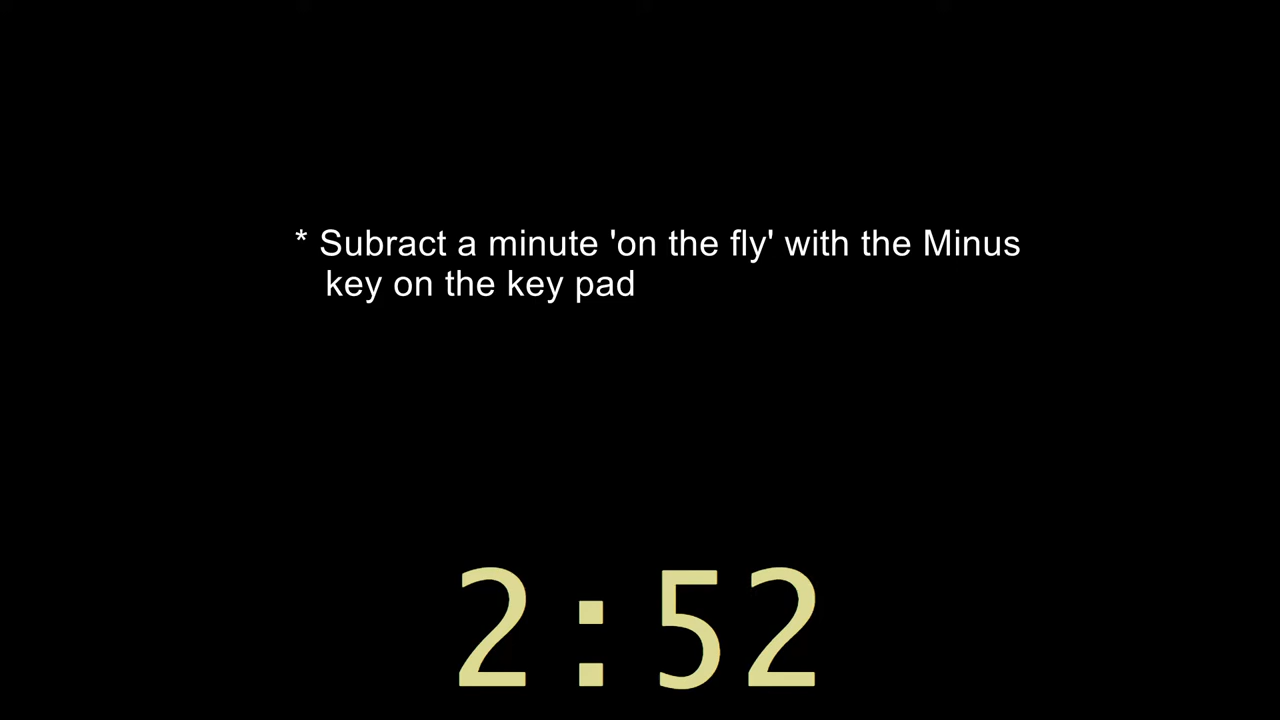 * Subract a minute 'on the fly' with the Minus
key on the key pad
2:52